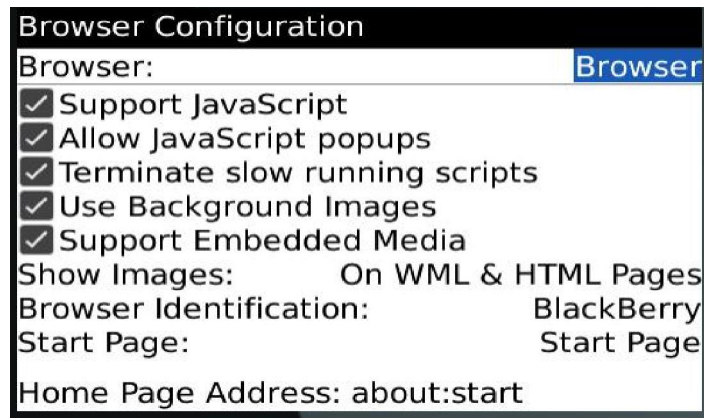 Browser Configuration
Browser: Browser
Support JavaScript
Allow JavaScript popups
Terminate slow running scripts
Use Background Images
Support Embedded Media
Show Images: On WML & HTML Pages
Browser Identification: BlackBerry
Start Page: Start Page
Home Page Address: about:start